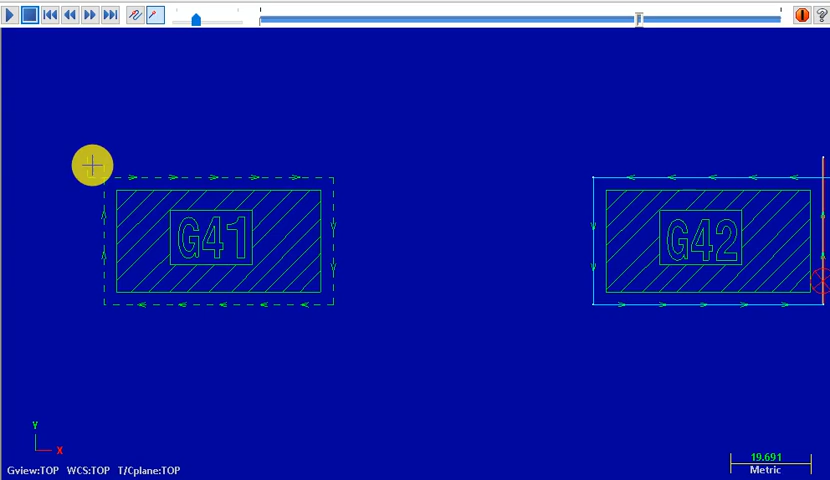 G41
G42
Y
X
19.691
Metric
Gview:TOP WCS:TOP T/Cplane:TOP